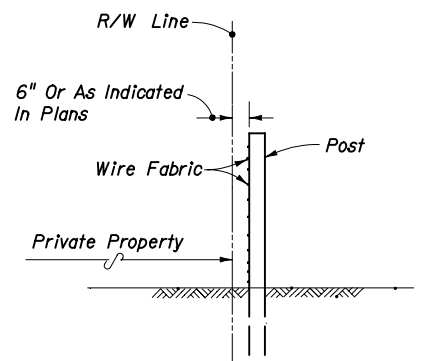 R/W Line
6" Or As Indicated
In Plans
Post
Wire Fabric
Private Property